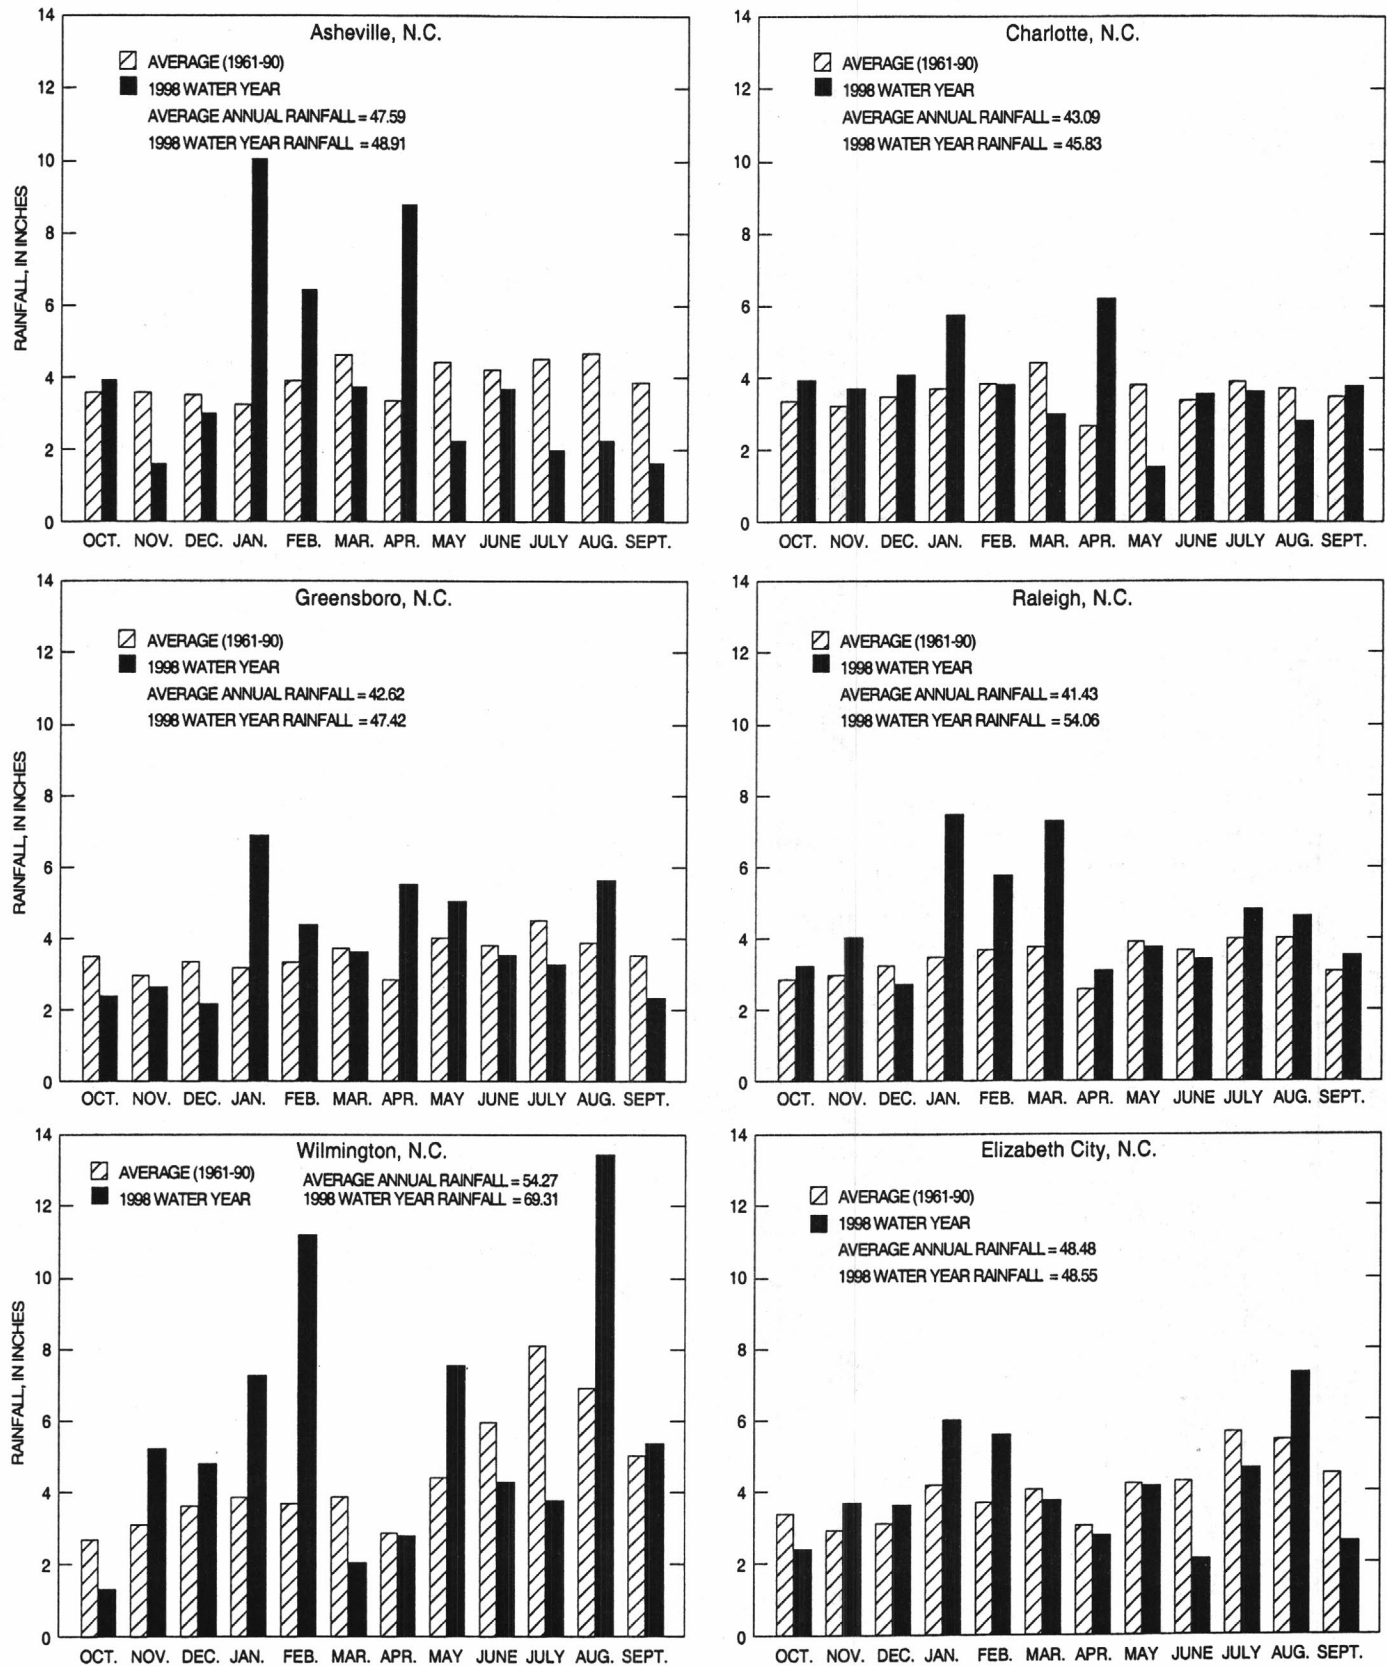 14
Asheville, N.C.
AVERAGE (1961-90)
12
1998 WATER YEAR
AVERAGE ANNUAL RAINFALL = 47.59
1998 WATER YEAR RAINFALL = 48.91
10
8
6
4
2
0
RAINFALL, IN INCHES
OCT. NOV. DEC. JAN. FEB. MAR. APR. MAY JUNE JULY AUG. SEPT.
14
Charlotte, N.C.
AVERAGE (1961-90)
12
1998 WATER YEAR
AVERAGE ANNUAL RAINFALL = 43.09
1998 WATER YEAR RAINFALL = 45.83
10
8
6
4
2
0
OCT. NOV. DEC. JAN. FEB. MAR. APR. MAY JUNE JULY AUG. SEPT.
14
Greensboro, N.C.
AVERAGE (1961-90)
12
1998 WATER YEAR
AVERAGE ANNUAL RAINFALL = 42.62
1998 WATER YEAR RAINFALL = 47.42
10
8
6
4
2
0
RAINFALL, IN INCHES
OCT. NOV. DEC. JAN. FEB. MAR. APR. MAY JUNE JULY AUG. SEPT.
14
Raleigh, N.C.
AVERAGE (1961-90)
12
1998 WATER YEAR
AVERAGE ANNUAL RAINFALL = 41.43
1998 WATER YEAR RAINFALL = 54.06
10
8
6
4
2
0
OCT. NOV. DEC. JAN. FEB. MAR. APR. MAY JUNE JULY AUG. SEPT.
14
Wilmington, N.C.
AVERAGE (1961-90)
1998 WATER YEAR
AVERAGE ANNUAL RAINFALL = 54.27
1998 WATER YEAR RAINFALL = 69.31
12
10
8
6
4
2
0
RAINFALL, IN INCHES
OCT. NOV. DEC. JAN. FEB. MAR. APR. MAY JUNE JULY AUG. SEPT.
14
Elizabeth City, N.C.
AVERAGE (1961-90)
12
1998 WATER YEAR
AVERAGE ANNUAL RAINFALL = 48.48
1998 WATER YEAR RAINFALL = 48.55
10
8
6
4
2
0
OCT. NOV. DEC. JAN. FEB. MAR. APR. MAY JUNE JULY AUG. SEPT.